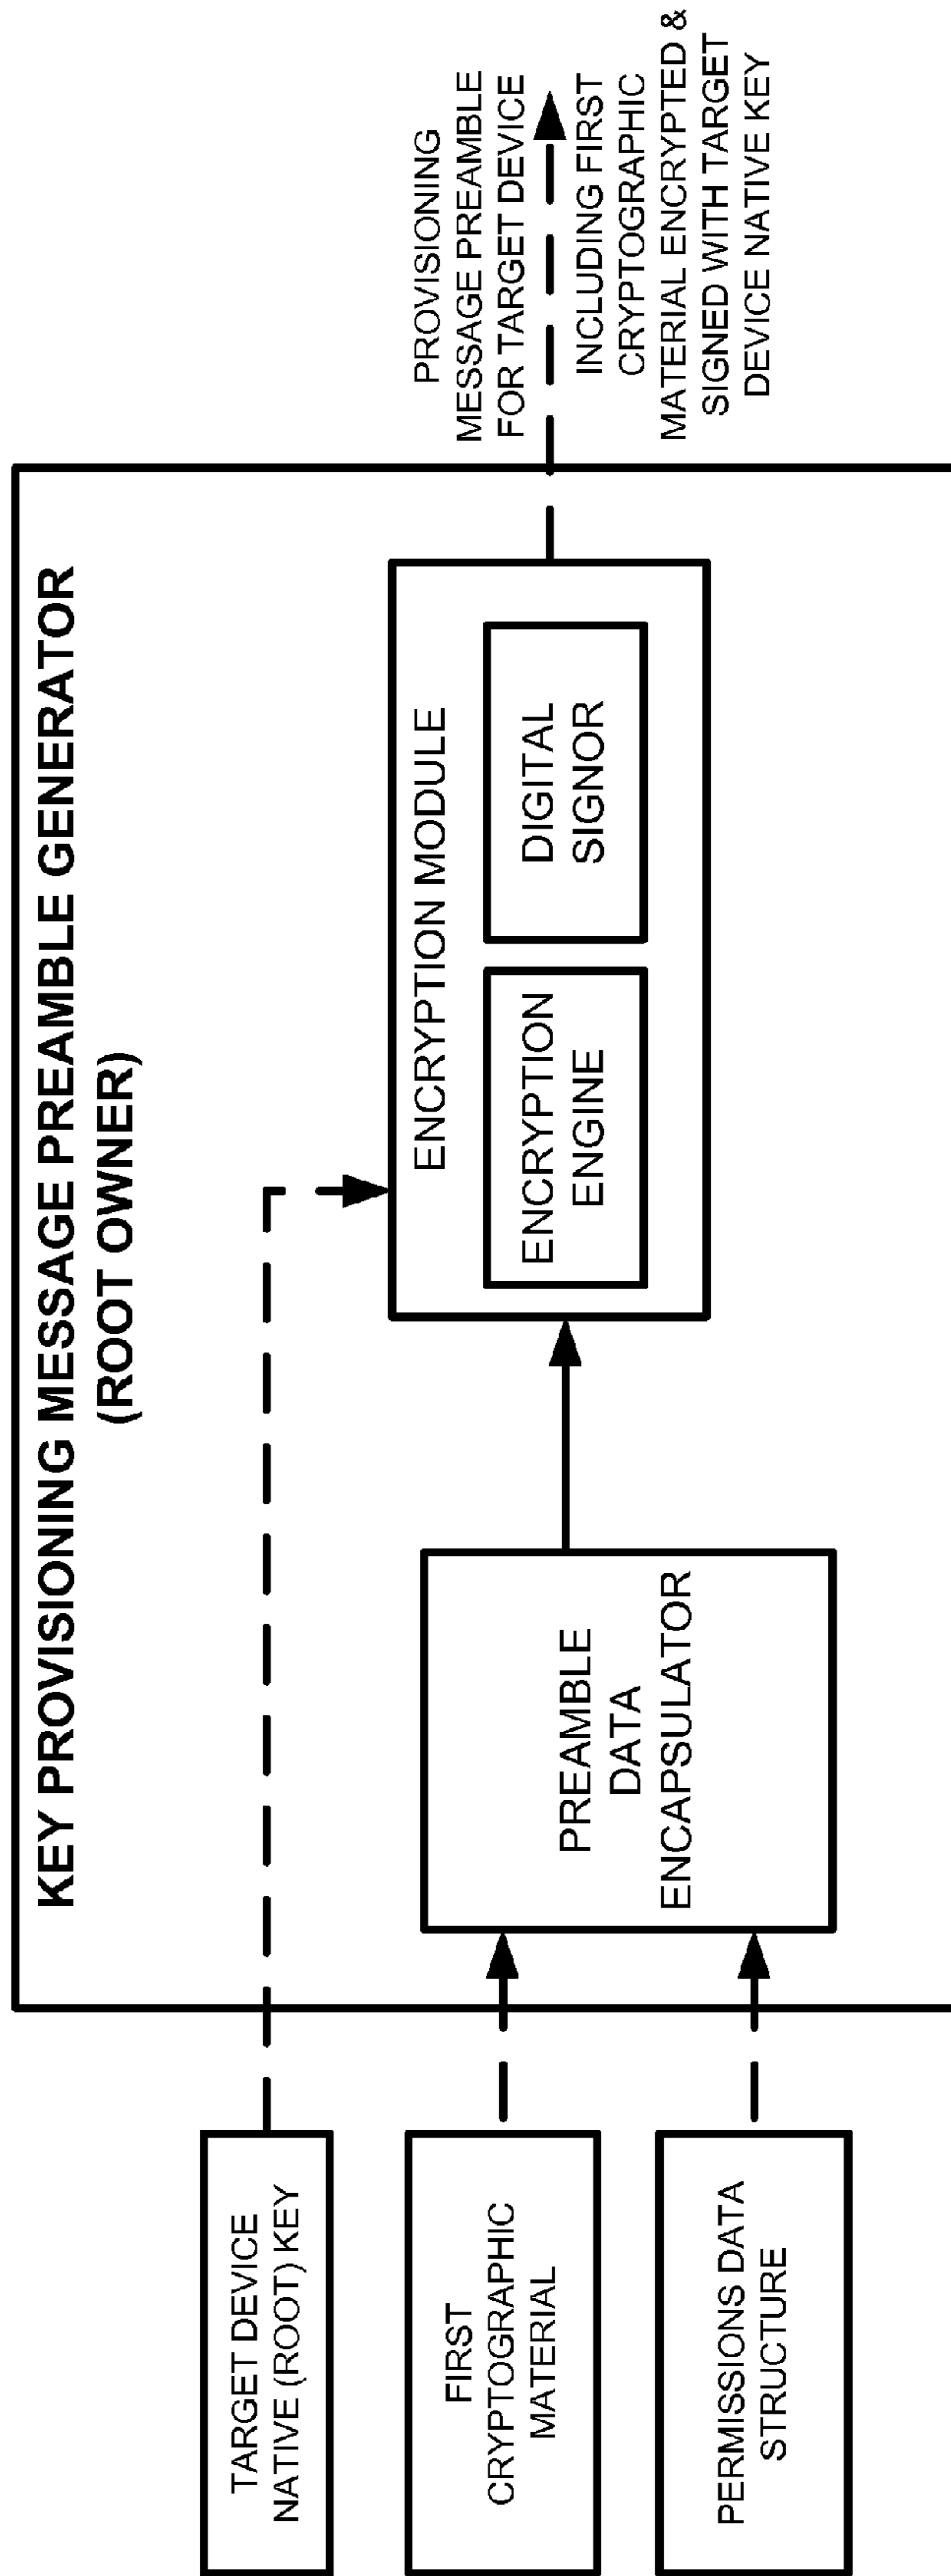 KEY PROVISIONING MESSAGE PREAMBLE GENERATOR
(ROOT OWNER)
TARGET DEVICE
NATIVE (ROOT) KEY
FIRST
CRYPTOGRAPHIC
MATERIAL
PERMISSIONS DATA
STRUCTURE
PREAMBLE
DATA
ENCAPSULATOR
ENCRYPTION MODULE
ENCRYPTION
ENGINE
DIGITAL
SIGNOR
PROVISIONING
MESSAGE PREAMBLE
FOR TARGET DEVICE
INCLUDING FIRST
CRYPTOGRAPHIC
MATERIAL ENCRYPTED &
SIGNED WITH TARGET
DEVICE NATIVE KEY